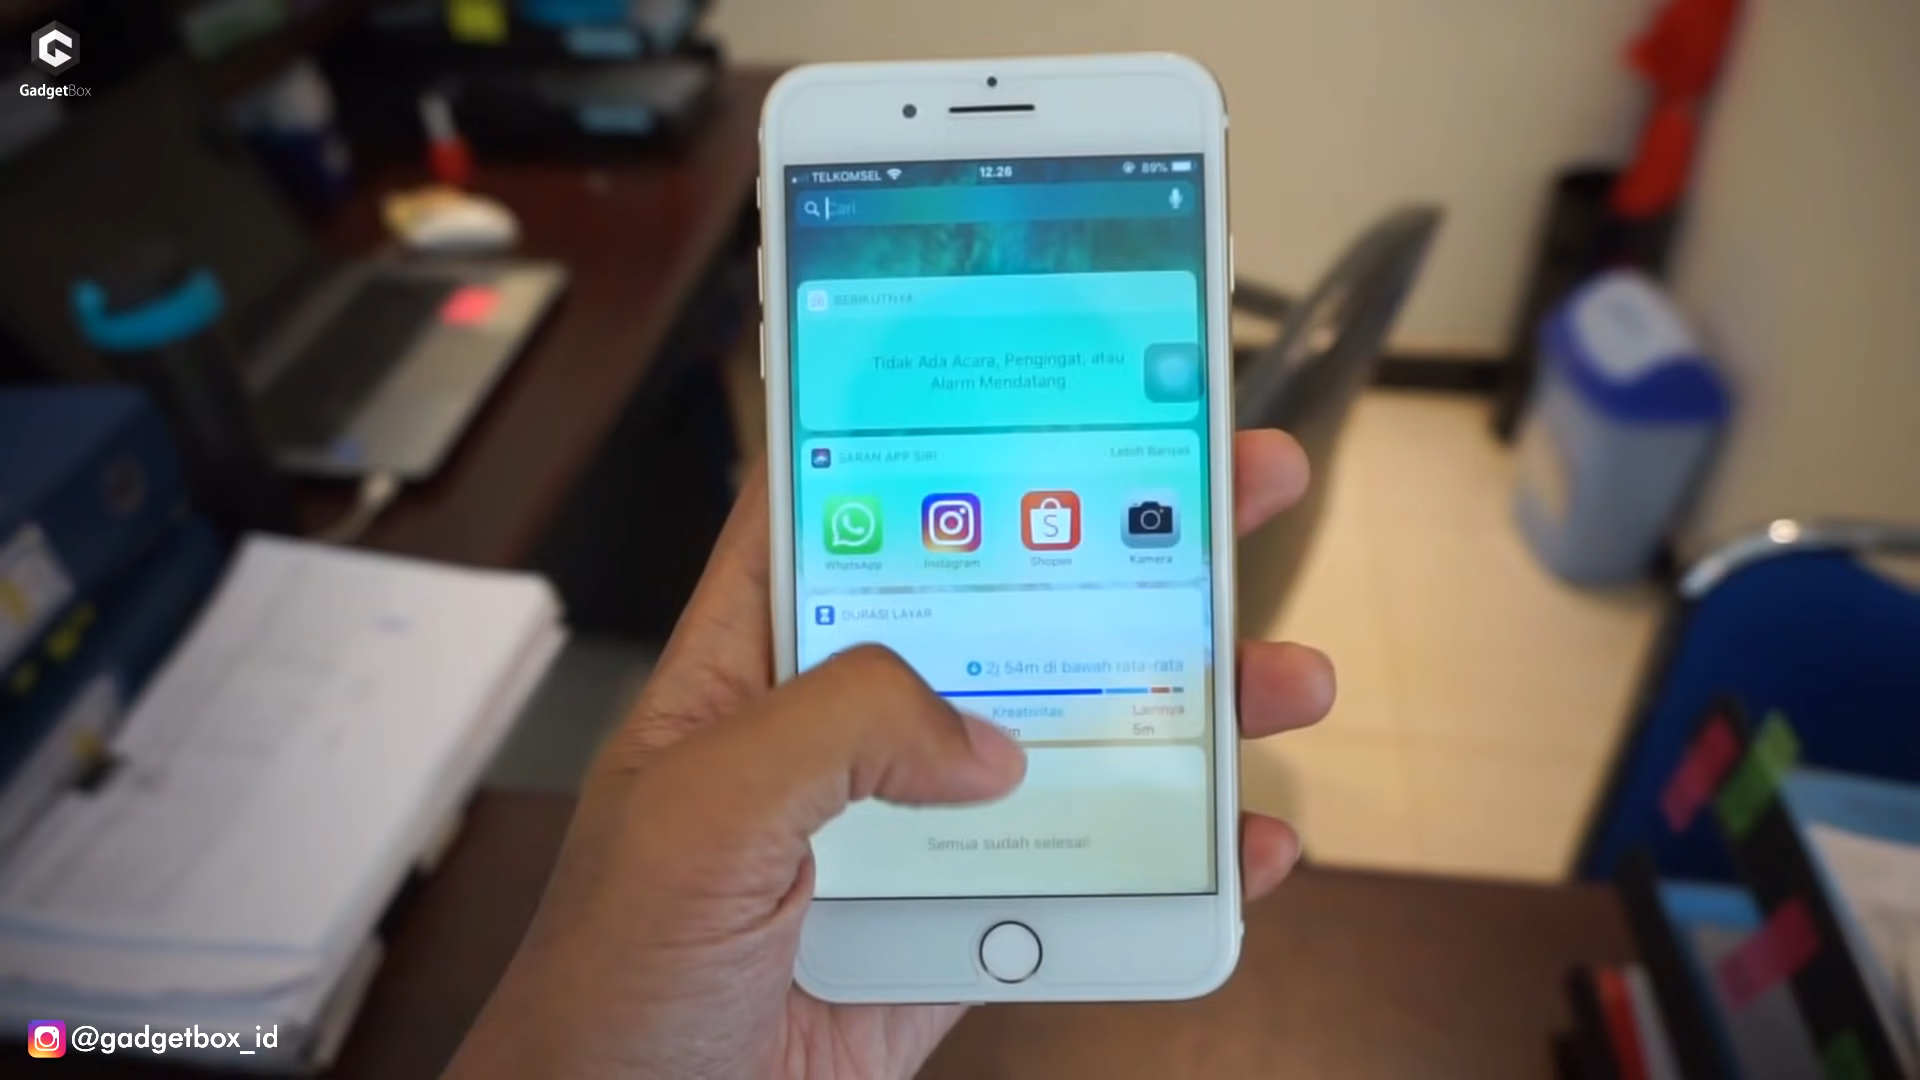 GadgetBox
TELKOMSEL
12.26
89%
Cari
BERIKUTNYA
Tidak Ada Acara, Pengingat, atau
Alarm Mendatang
SARAN APP SIRI
Lebih Banyak
WhatsApp
Instagram
Shopee
Kamera
DURASI LAYAR
2j 54m di bawah rata-rata
Kreativitas
Lainnya
5m
Semua sudah selesai!
@gadgetbox_id